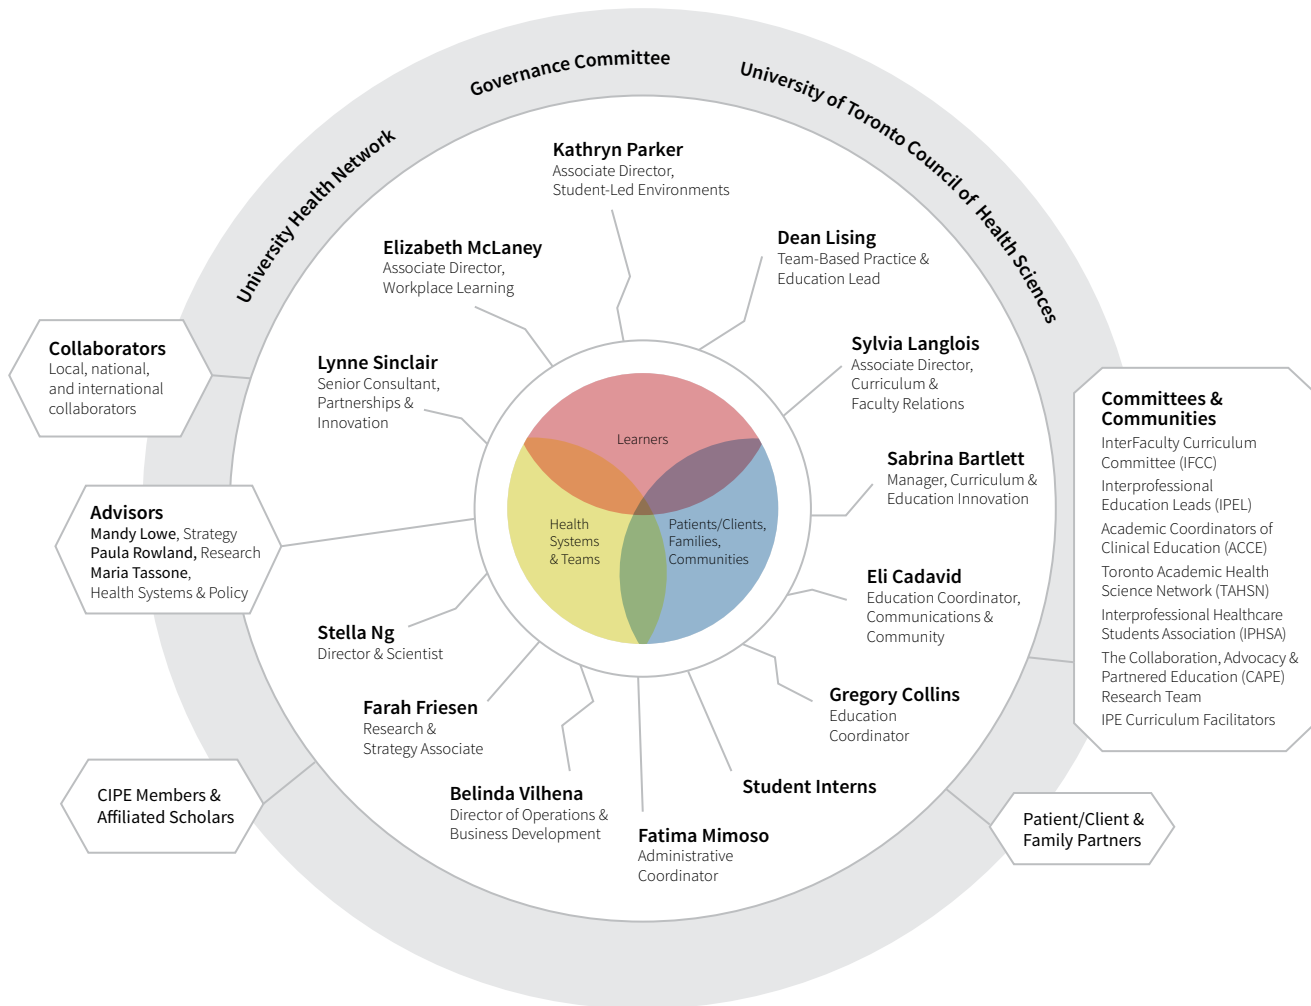 University Health Network
Governance Committee
University of Toronto Council of Health Sciences
Kathryn Parker
Associate Director,
Student-Led Environments
Elizabeth McLaney
Associate Director,
Workplace Learning
Dean Lising
Team-Based Practice &
Education Lead
Lynne Sinclair
Senior Consultant,
Partnerships &
Innovation
Sylvia Langlois
Associate Director,
Curriculum &
Faculty Relations
Sabrina Bartlett
Manager, Curriculum &
Education Innovation
Eli Cadavid
Education Coordinator,
Communications &
Community
Gregory Collins
Education
Coordinator
Student Interns
Fatima Mimoso
Administrative
Coordinator
Belinda Vilhena
Director of Operations &
Business Development
Farah Friesen
Research &
Strategy Associate
Stella Ng
Director & Scientist
Learners
Health
Systems
& Teams
Patients/Clients,
Families,
Communities
Collaborators
Local, national,
and international
collaborators
Advisors
Mandy Lowe, Strategy
Paula Rowland, Research
Maria Tassone,
Health Systems & Policy
CIPE Members &
Affiliated Scholars
Committees &
Communities
InterFaculty Curriculum
Committee (IFCC)
Interprofessional
Education Leads (IPEL)
Academic Coordinators of
Clinical Education (ACCE)
Toronto Academic Health
Science Network (TAHSN)
Interprofessional Healthcare
Students Association (IPHSA)
The Collaboration, Advocacy &
Partnered Education (CAPE)
Research Team
IPE Curriculum Facilitators
Patient/Client &
Family Partners